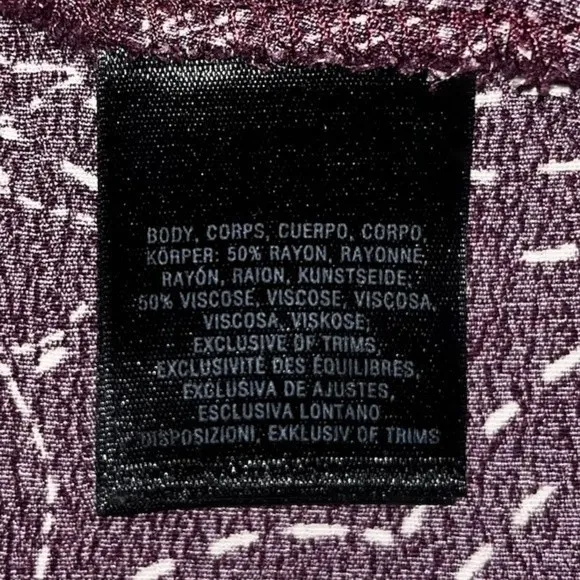 BODY, CORPS, CUERPO, CORPO,
KÖRPER: 50% RAYON, RAYONNE,
RAYÓN, RAION, KUNSTSEIDE;
50% VISCOSE, VISCOSE, VISCOSA,
VISCOSA, VISKOSE;
EXCLUSIVE OF TRIMS,
EXCLUSIVITÉ DES ÉQUILIBRES,
EXCLUSIVA DE AJUSTES,
ESCLUSIVA LONTANO
DISPOSIZIONI, EXKLUSIV OF TRIMS